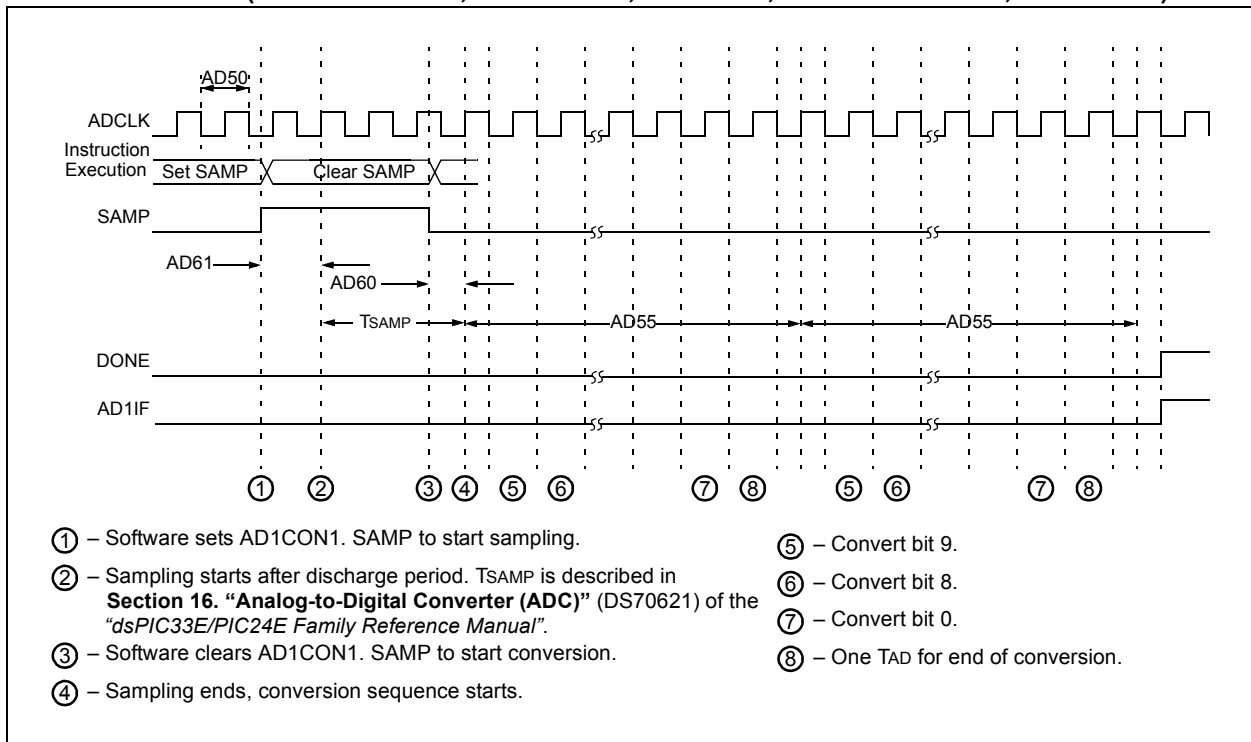 AD50
ADCLK
Instruction
Execution
Set SAMP
Clear SAMP
SAMP
AD61
AD60
TSAMP
AD55
AD55
DONE
AD1IF
1 2 3 4 5 6 7 8 5 6 7 8
1 – Software sets AD1CON1. SAMP to start sampling.
2 – Sampling starts after discharge period. TSAMP is described in
Section 16. “Analog-to-Digital Converter (ADC)” (DS70621) of the
“dsPIC33E/PIC24E Family Reference Manual”.
3 – Software clears AD1CON1. SAMP to start conversion.
4 – Sampling ends, conversion sequence starts.
5 – Convert bit 9.
6 – Convert bit 8.
7 – Convert bit 0.
8 – One TAD for end of conversion.